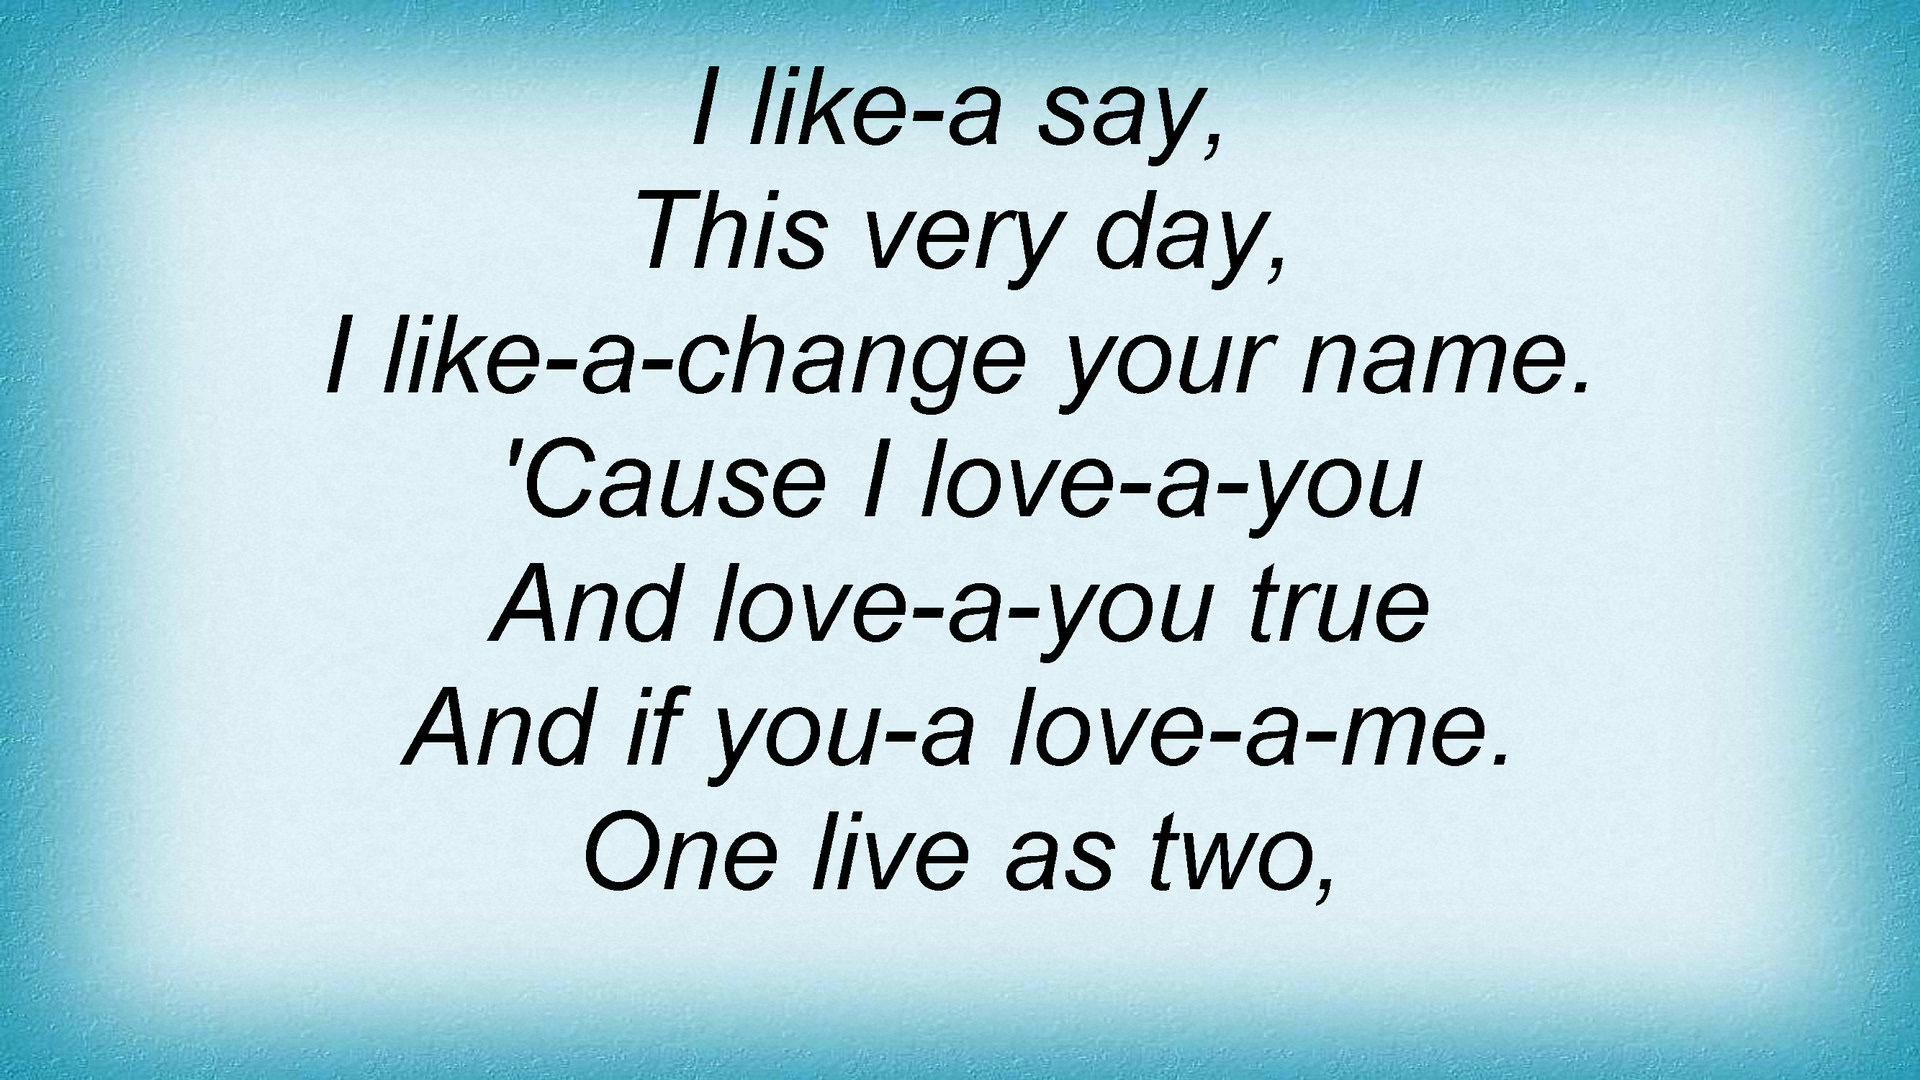 I like-a say,
This very day,
I like-a-change your name.
'Cause I love-a-you
And love-a-you true
And if you-a love-a-me.
One live as two,